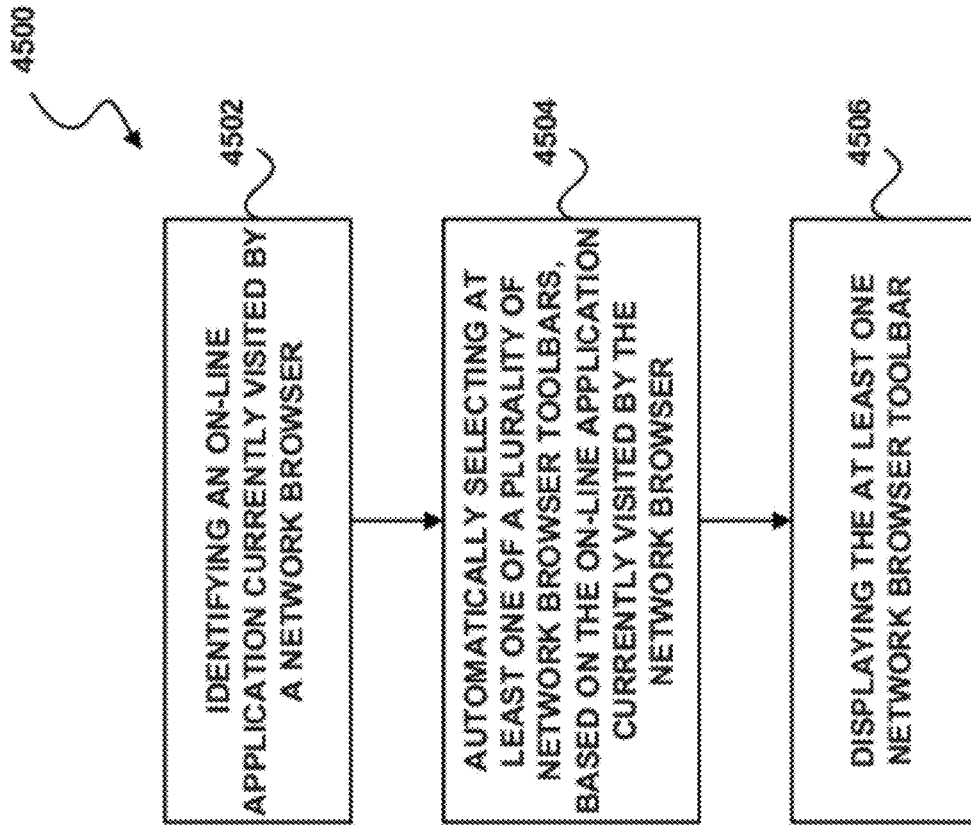 4500
4502
IDENTIFYING AN ON-LINE
APPLICATION CURRENTLY VISITED BY
A NETWORK BROWSER
4504
AUTOMATICALLY SELECTING AT
LEAST ONE OF A PLURALITY OF
NETWORK BROWSER TOOLBARS,
BASED ON THE ON-LINE APPLICATION
CURRENTLY VISITED BY THE
NETWORK BROWSER
4506
DISPLAYING THE AT LEAST ONE
NETWORK BROWSER TOOLBAR